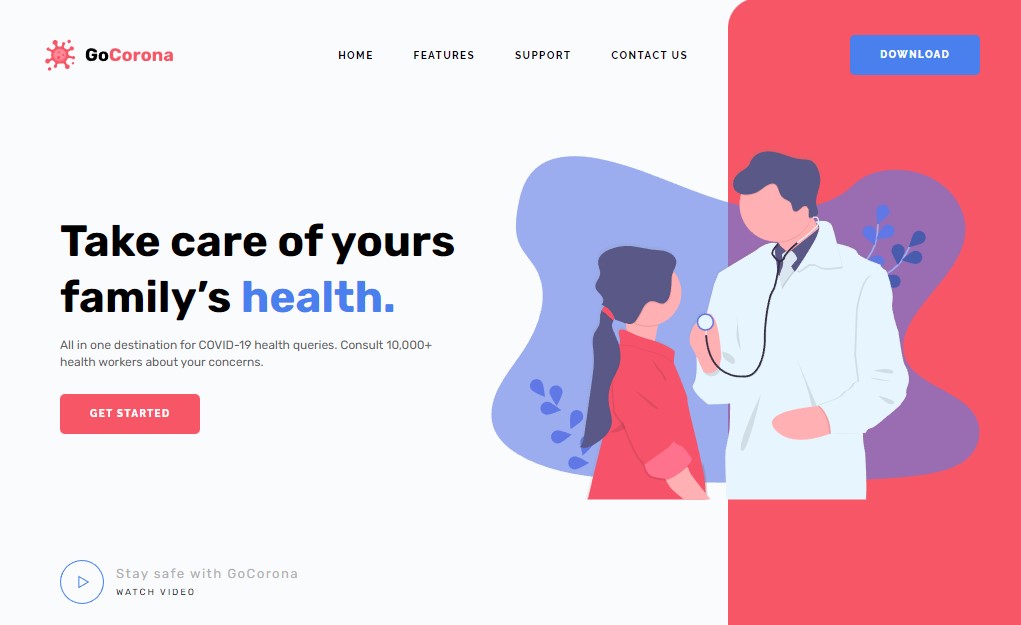 GoCorona
HOME
FEATURES
SUPPORT
CONTACT US
DOWNLOAD
Take care of yours
family’s health.
All in one destination for COVID-19 health queries. Consult 10,000+
health workers about your concerns.
GET STARTED
Stay safe with GoCorona
WATCH VIDEO